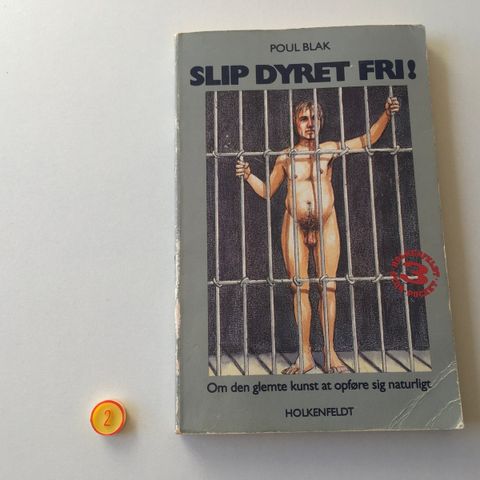 POUL BLAK
SLIP DYRET FRI!
3
Om den glemte kunst at opføre sig naturligt
HOLKENFELDT
2